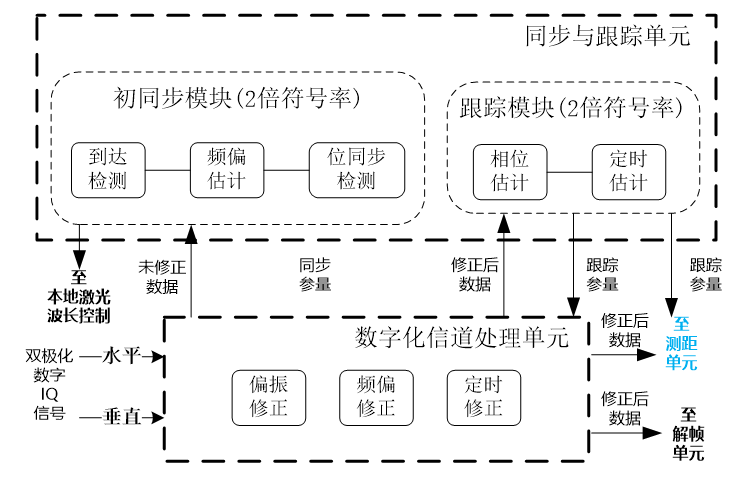 同步与跟踪单元
初同步模块(2倍符号率)
到达
检测
频偏
估计
位同步
检测
跟踪模块(2倍符号率)
相位
估计
定时
估计
至
本地激光
波长控制
未修正
数据
同步
参量
修正后
数据
跟踪
参量
跟踪
参量
数字化信道处理单元
双极化
数字
IQ
信号
水平
垂直
偏振
修正
频偏
修正
定时
修正
修正后
数据
至
测距
单元
修正后
数据
至
解帧
单元